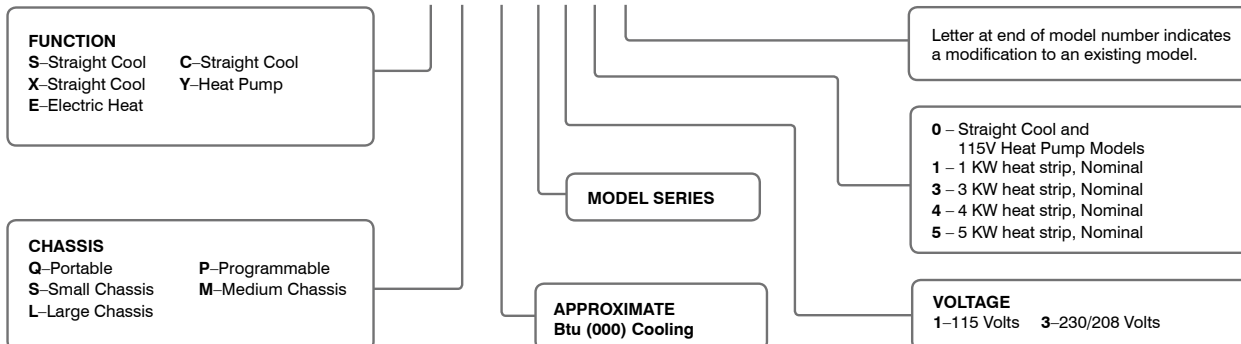 FUNCTION
S–Straight Cool C–Straight Cool
X–Straight Cool Y–Heat Pump
E–Electric Heat
CHASSIS
Q–Portable P–Programmable
S–Small Chassis M–Medium Chassis
L–Large Chassis
MODEL SERIES
APPROXIMATE
Btu (000) Cooling
Letter at end of model number indicates
a modification to an existing model.
0 – Straight Cool and
115V Heat Pump Models
1 – 1 KW heat strip, Nominal
3 – 3 KW heat strip, Nominal
4 – 4 KW heat strip, Nominal
5 – 5 KW heat strip, Nominal
VOLTAGE
1–115 Volts 3–230/208 Volts